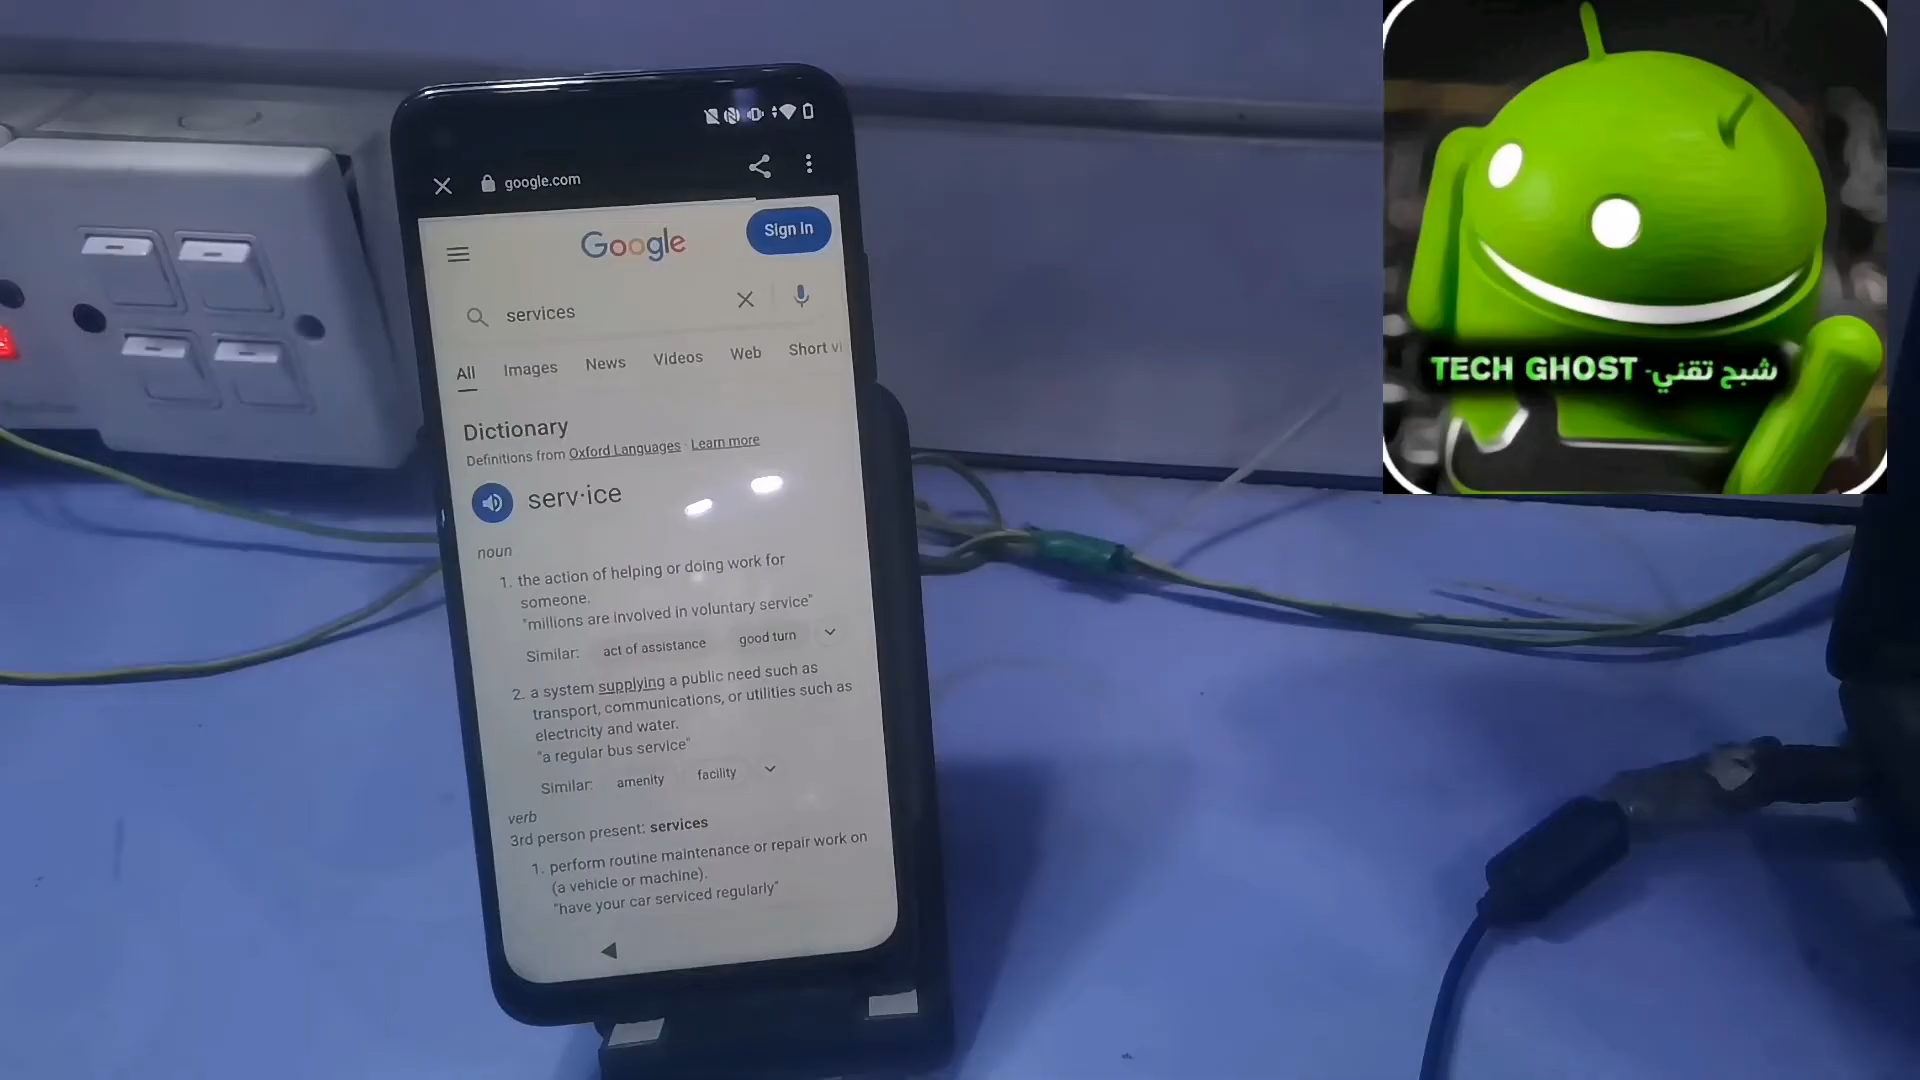 google.com
Google
Sign in
services
All Images News Videos Web Short vi
Dictionary
Definitions from Oxford Languages · Learn more
serv·ice
noun
1. the action of helping or doing work for
someone.
"millions are involved in voluntary service"
Similar: act of assistance good turn
2. a system supplying a public need such as
transport, communications, or utilities such as
electricity and water.
"a regular bus service"
Similar: amenity facility
verb
3rd person present: services
1. perform routine maintenance or repair work on
(a vehicle or machine).
"have your car serviced regularly"
TECH GHOST -شبح تقني